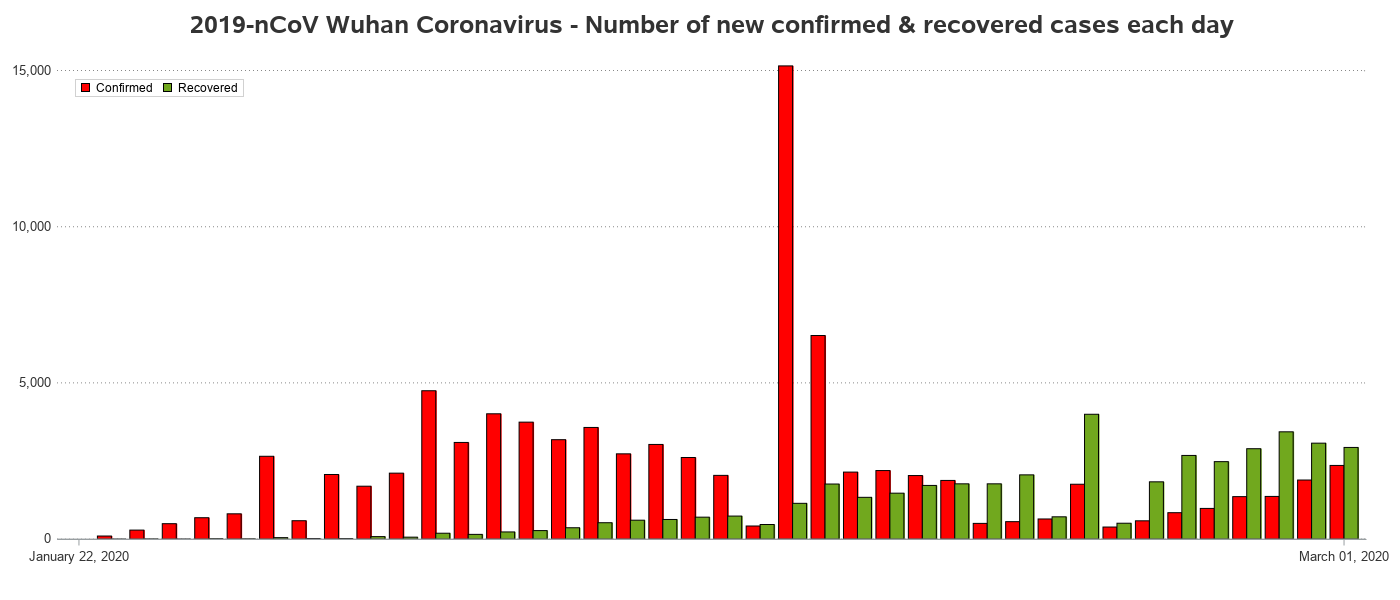 2019-nCoV Wuhan Coronavirus - Number of new confirmed & recovered cases each day
15,000
Confirmed Recovered
10,000
5,000
0
January 22, 2020 March 01, 2020